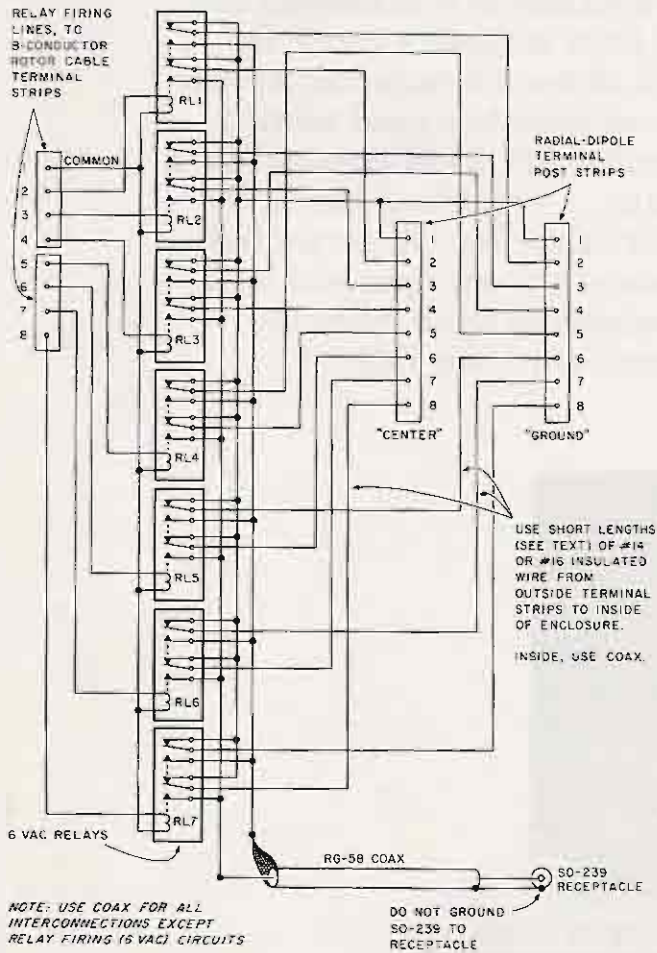 RELAY FIRING
LINES, TO
8-CONDUCTOR
ROTOR CABLE
TERMINAL
STRIPS
COMMON
1
2
3
4
5
6
7
8
RL1
RL2
RL3
RL4
RL5
RL6
RL7
RADIAL-DIPOLE
TERMINAL
POST STRIPS
1
2
3
4
5
6
7
8
"CENTER"
1
2
3
4
5
6
7
8
"GROUND"
USE SHORT LENGTHS
(SEE TEXT) OF #14
OR #16 INSULATED
WIRE FROM
OUTSIDE TERMINAL
STRIPS TO INSIDE
OF ENCLOSURE.
INSIDE, USE COAX.
6 VAC RELAYS
RG-58 COAX
SO-239
RECEPTACLE
DO NOT GROUND
SO-239 TO
RECEPTACLE
NOTE: USE COAX FOR ALL
INTERCONNECTIONS EXCEPT
RELAY FIRING (6 VAC) CIRCUITS